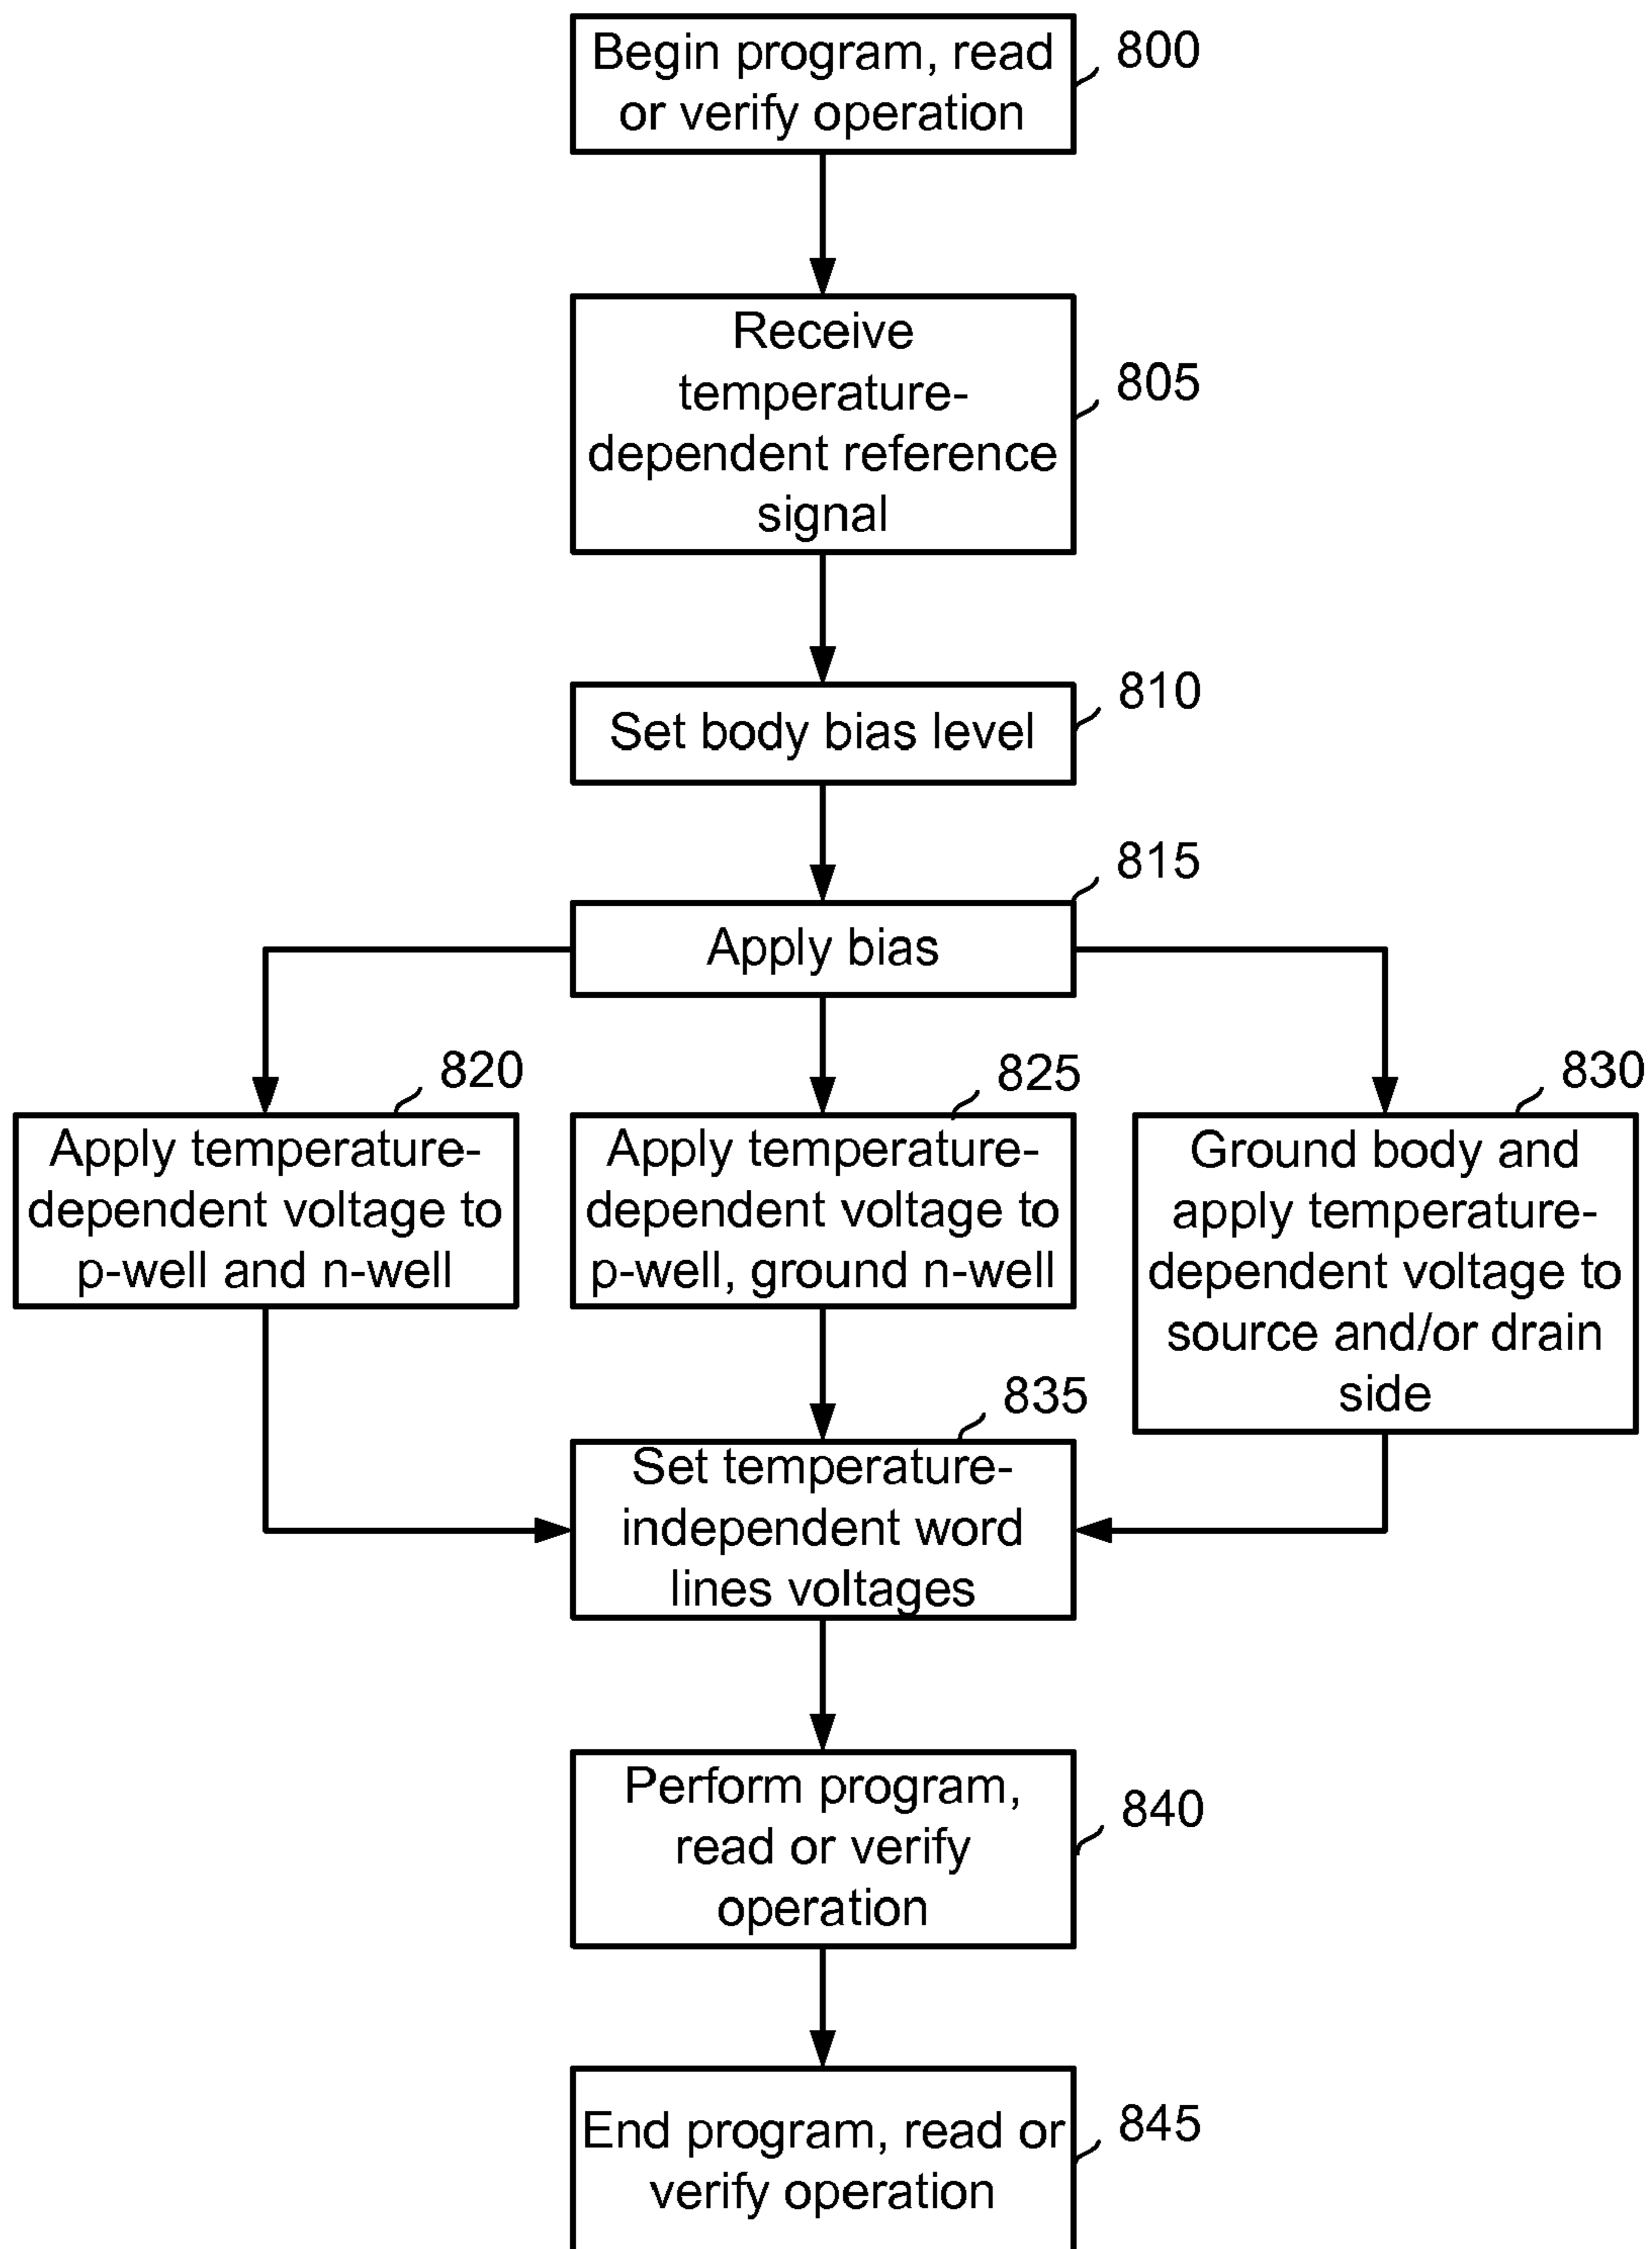 Begin program, read
or verify operation
800
Receive
temperature-
dependent reference
signal
805
Set body bias level
810
815
Apply bias
820
Apply temperature-
dependent voltage to
p-well and n-well
825
Apply temperature-
dependent voltage to
p-well, ground n-well
830
Ground body and
apply temperature-
dependent voltage to
source and/or drain
side
835
Set temperature-
independent word
lines voltages
Perform program,
read or verify
operation
840
End program, read or
verify operation
845